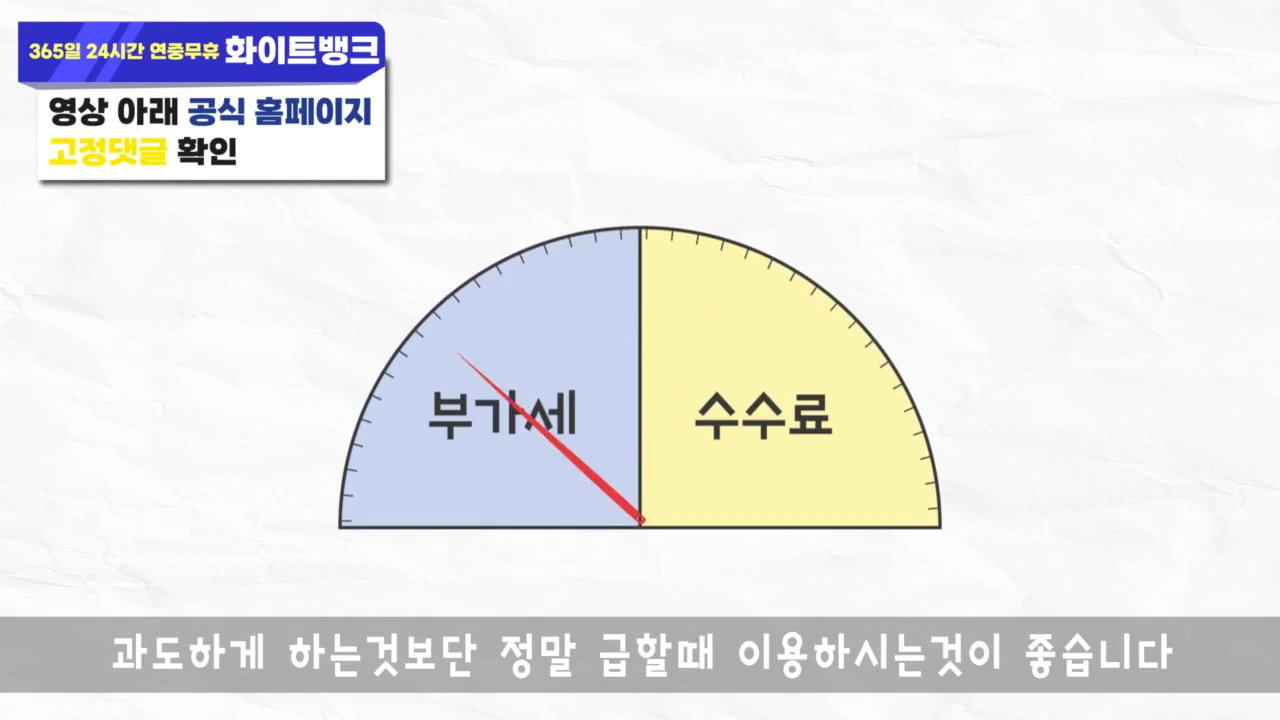 365일 24시간 연중무휴 화이트뱅크
영상 아래 공식 홈페이지
고정댓글 확인
부가세
수수료
과도하게 하는것보단 정말 급할때 이용하시는것이 좋습니다